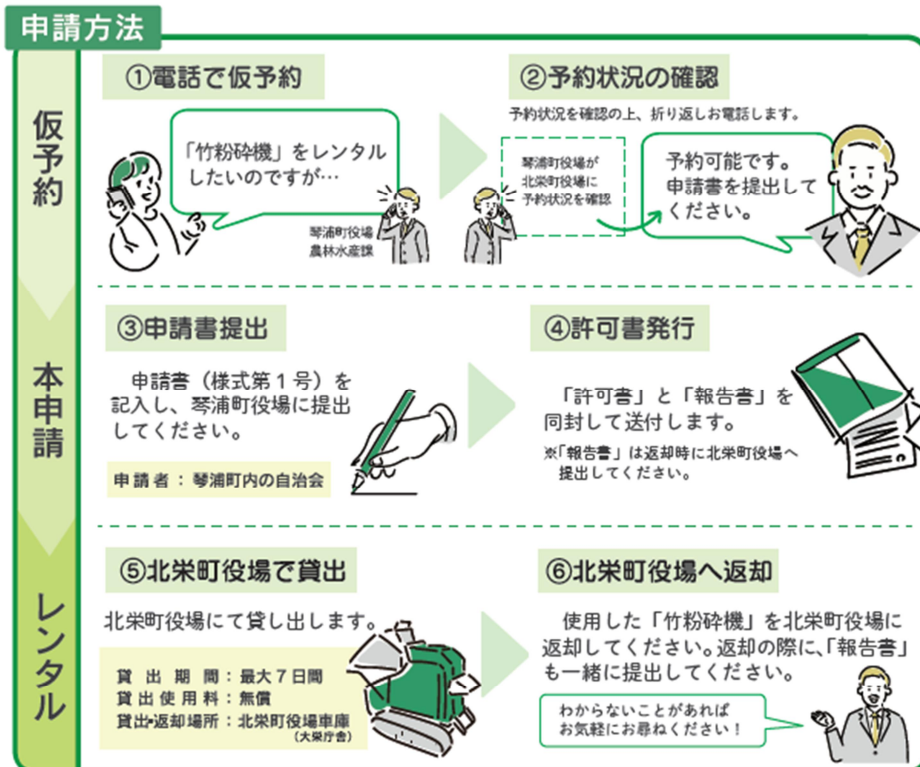 申請方法
仮予約
①電話で仮予約
「竹粉砕機」をレンタル
したいのですが…
琴浦町役場
農林水産課
②予約状況の確認
予約状況を確認の上、折り返しお電話します。
琴浦町役場が
北栄町役場に
予約状況を確認
予約可能です。
申請書を提出して
ください。
本申請
③申請書提出
申請書（様式第１号）を
記入し、琴浦町役場に提出
してください。
申請者：琴浦町内の自治会
④許可書発行
「許可書」と「報告書」を
同封して送付します。
※「報告書」は返却時に北栄町役場へ
提出してください。
レンタル
⑤北栄町役場で貸出
北栄町役場にて貸し出します。
貸出期間：最大７日間
貸出使用料：無償
貸出・返却場所：北栄町役場車庫
（大栄庁舎）
⑥北栄町役場へ返却
使用した「竹粉砕機」を北栄町役場に
返却してください。返却の際に、「報告書」
も一緒に提出してください。
わからないことがあれば
お気軽にお尋ねください！